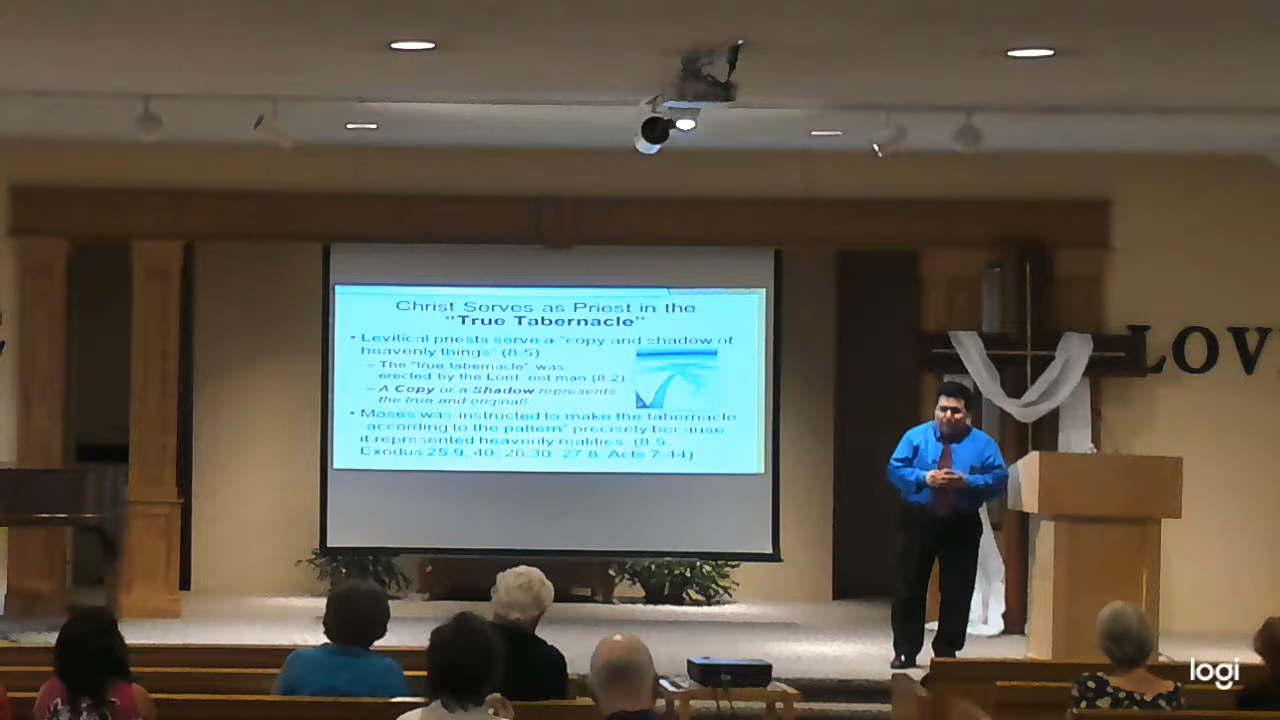 Christ Serves as Priest in the
"True Tabernacle"
• Levitical priests serve a "copy and shadow of
heavenly things" (8:5)
– The "true tabernacle" was
erected by the Lord, not man (8:2)
– A Copy or a Shadow represents
the true and original!
• Moses was instructed to make the tabernacle
"according to the pattern" precisely because
it represented heavenly realities. (8:5,
Exodus 25:9, 40; 26:30; 27:8; Acts 7:44)
LOV
logi